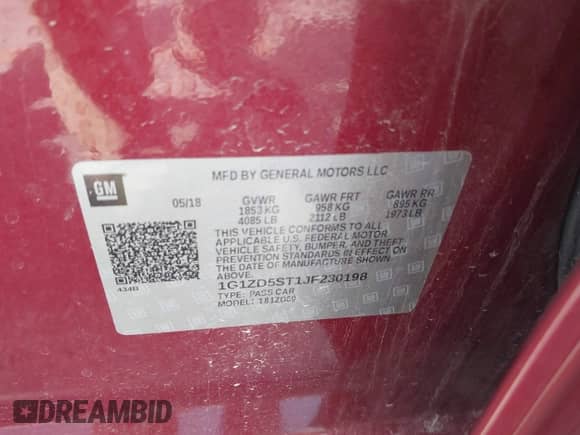 GM
MFD BY GENERAL MOTORS LLC
05/18 GVWR GAWR FRT GAWR RR
1853 KG 958 KG 895 KG
4085 LB 2112 LB 1973 LB
THIS VEHICLE CONFORMS TO ALL
APPLICABLE U.S. FEDERAL MOTOR
VEHICLE SAFETY, BUMPER, AND THEFT
PREVENTION STANDARDS IN EFFECT ON
THE DATE OF MANUFACTURE SHOWN
ABOVE.
1G1ZD5ST1JF230198
TYPE: PASS CAR
DREAMBID